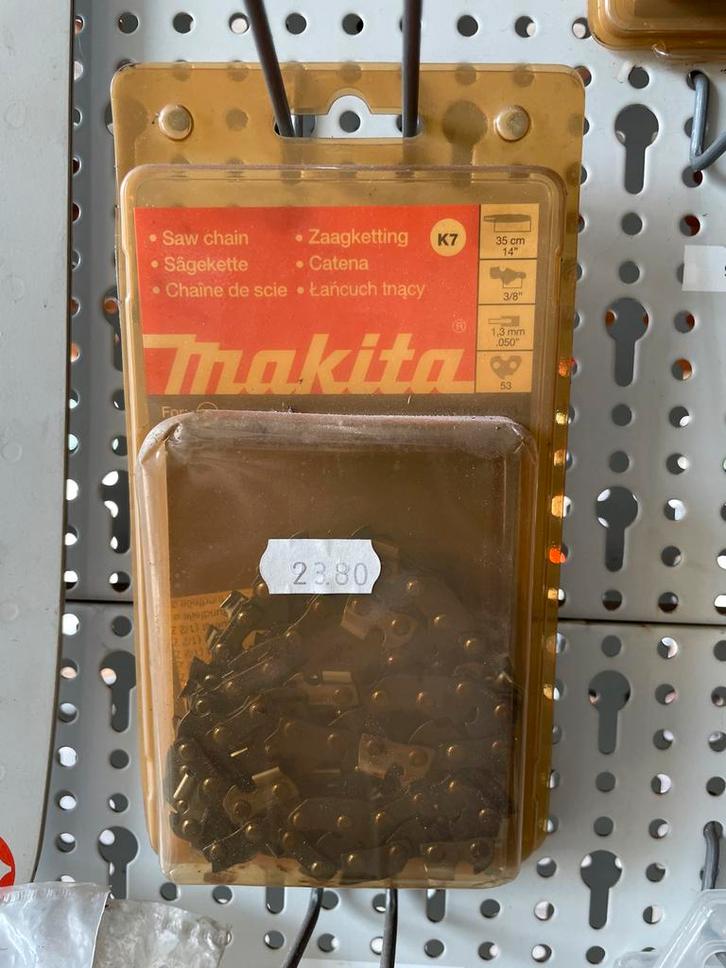 • Saw chain • Zaagketting K7
• Sägekette • Catena
• Chaîne de scie • Łańcuch tnący
makita®
35 cm
14"
3/8"
1,3 mm
.050"
53
For
23.80